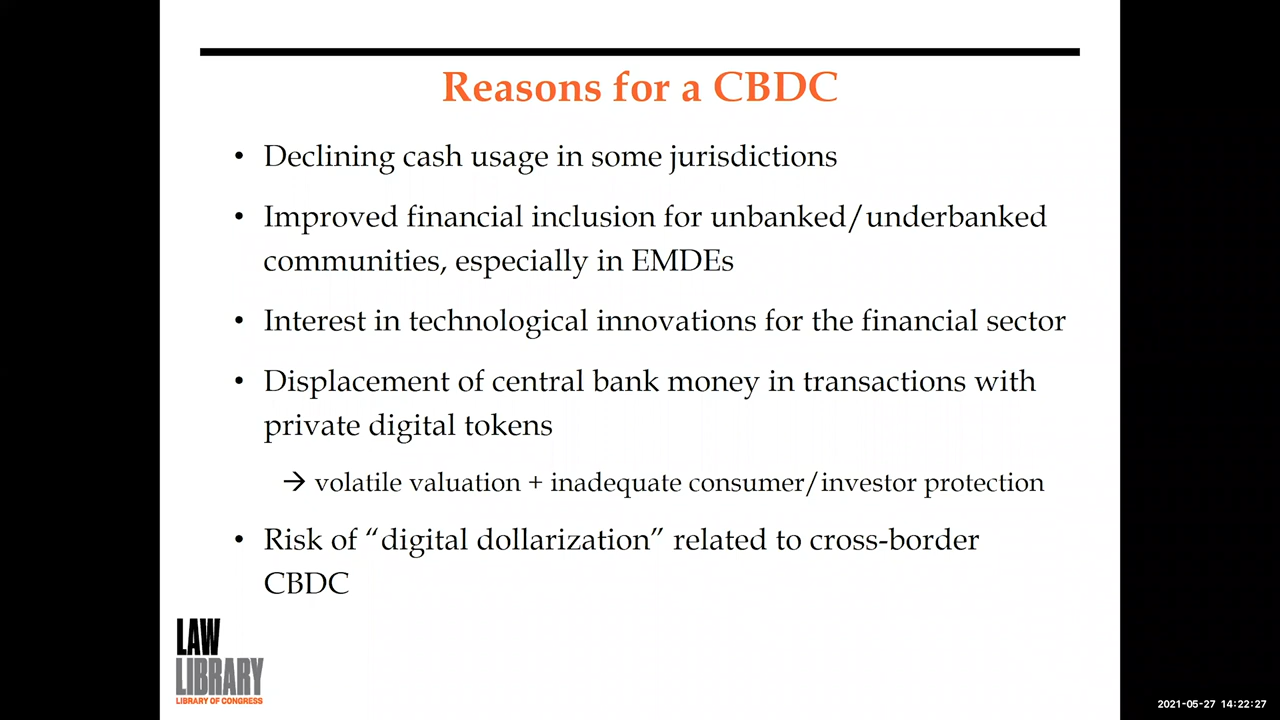 Reasons for a CBDC
• Declining cash usage in some jurisdictions
• Improved financial inclusion for unbanked/underbanked
communities, especially in EMDEs
• Interest in technological innovations for the financial sector
• Displacement of central bank money in transactions with
private digital tokens
→ volatile valuation + inadequate consumer/investor protection
• Risk of “digital dollarization” related to cross-border
CBDC
LAW
LIBRARY
LIBRARY OF CONGRESS
2021-05-27 14:22:27